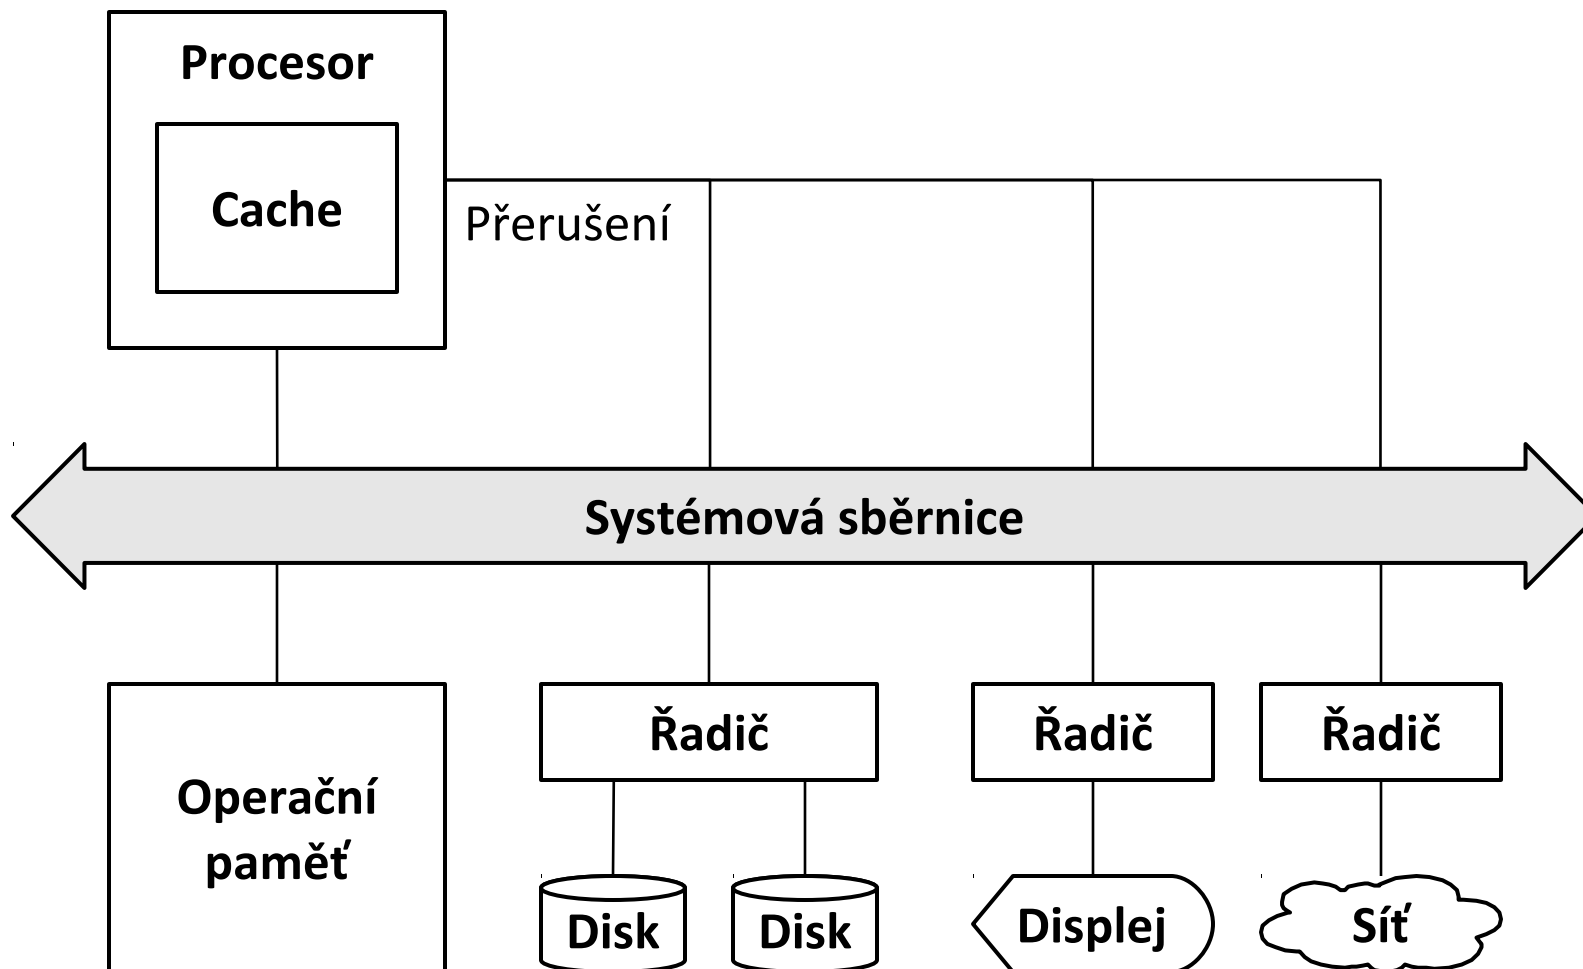 Procesor
Cache
Přerušení
Systémová sběrnice
Řadič
Řadič
Řadič
Operační
paměť
Disk
Disk
Displej
Síť